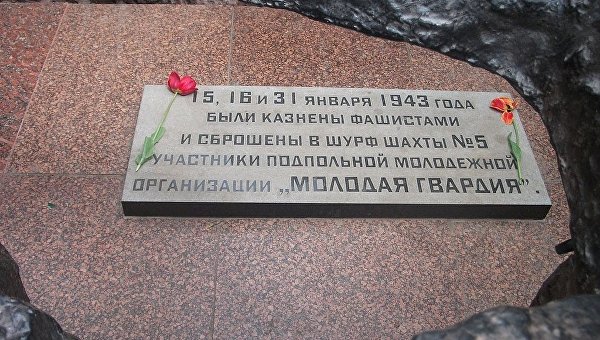 15, 16 и 31 ЯНВАРЯ 1943 ГОДА
БЫЛИ КАЗНЕНЫ ФАШИСТАМИ
И СБРОШЕНЫ В ШУРФ ШАХТЫ №5
УЧАСТНИКИ ПОДПОЛЬНОЙ МОЛОДЕЖНОЙ
ОРГАНИЗАЦИИ „МОЛОДАЯ ГВАРДИЯ".